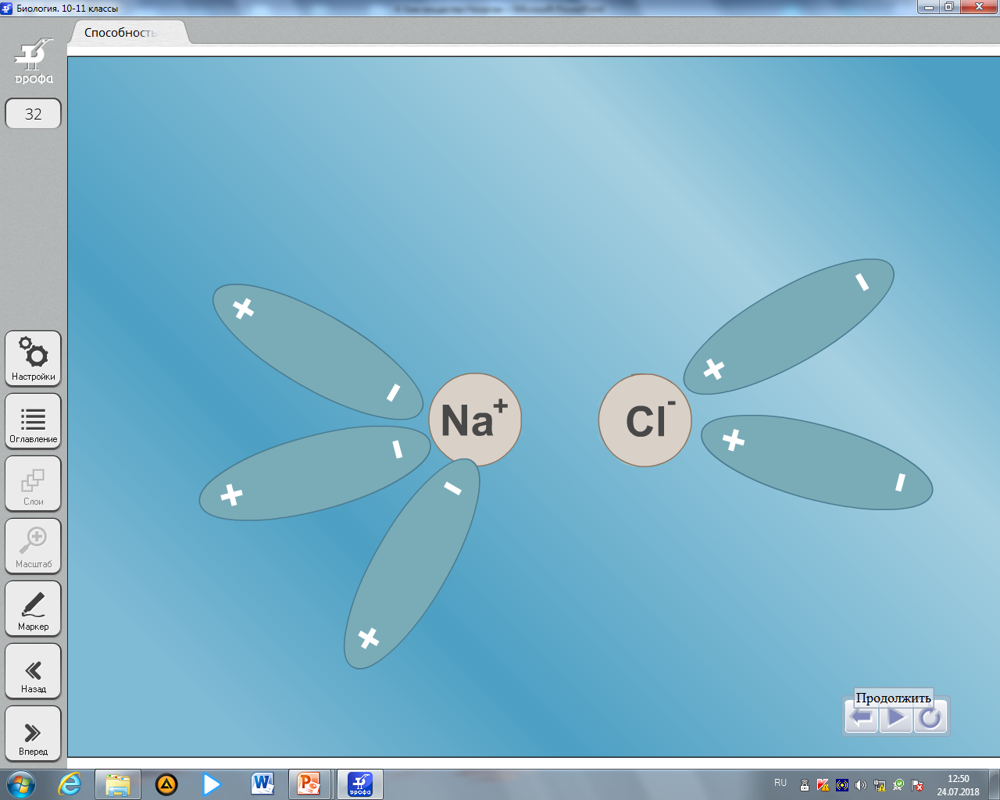 Биология. 10-11 классы
Способность
дрофа
32
+
−
Na+
−
+
−
+
Cl-
−
+
+
−
Настройки
Оглавление
Слои
Масштаб
Маркер
Назад
Вперед
Продолжить
дрофа
RU
12:50
24.07.2018